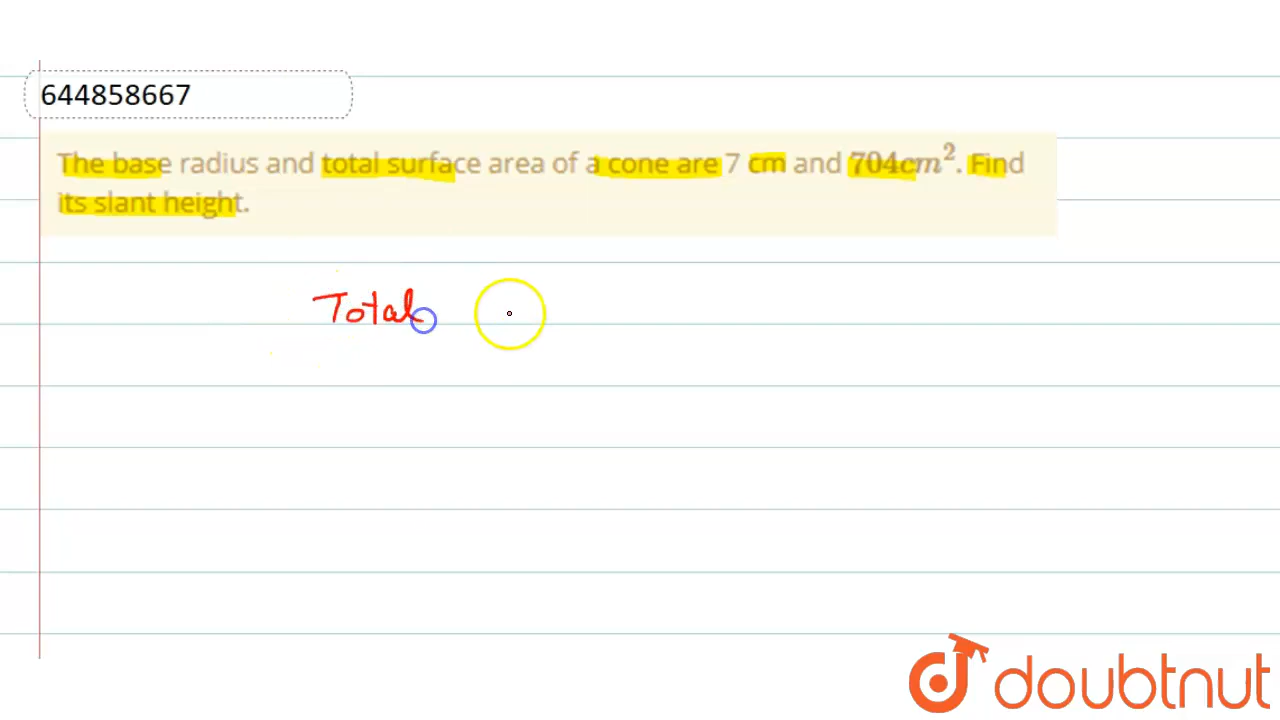 644858667
The base radius and total surface area of a cone are 7 cm and 704cm². Find
its slant height.
Total
doubtnut